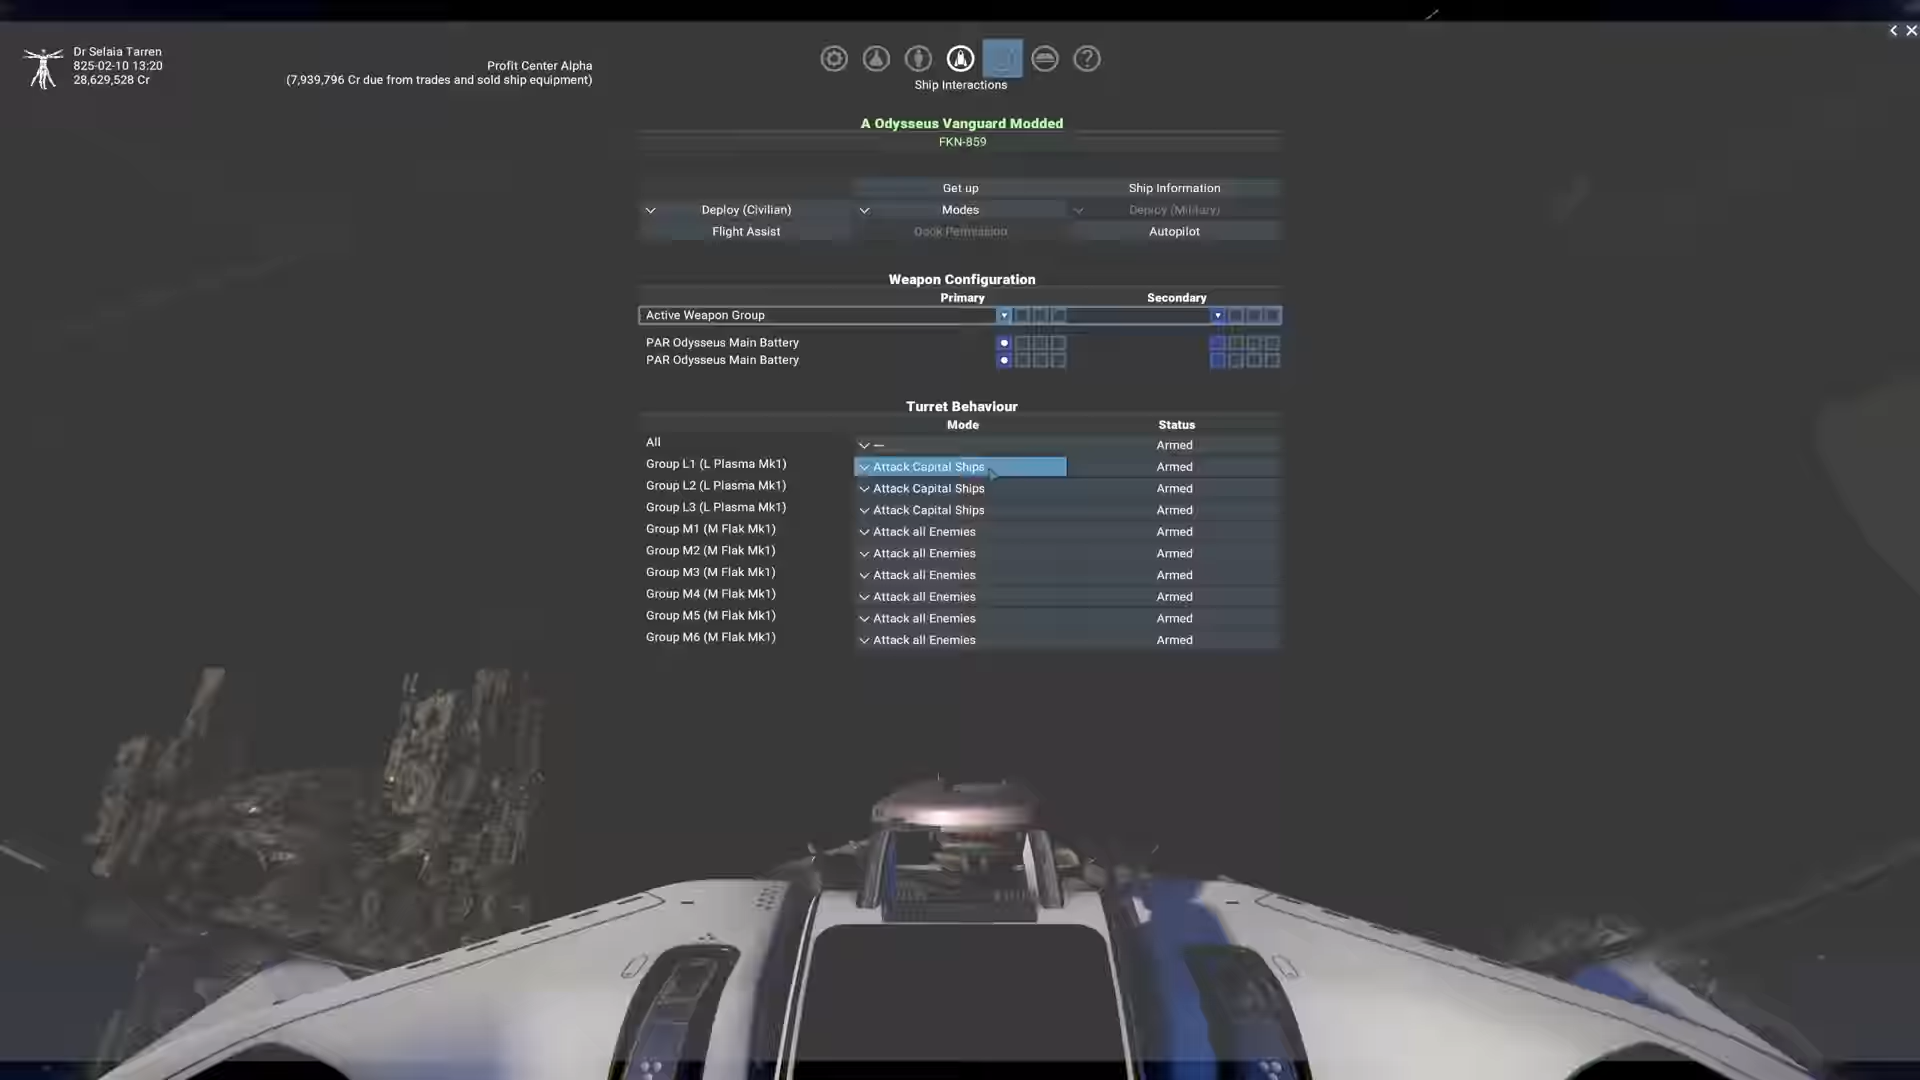 Dr Selaia Tarren
825-02-10 13:20
28,629,528 Cr
Profit Center Alpha
(7,939,796 Cr due from trades and sold ship equipment)
?
Ship Interactions
A Odysseus Vanguard Modded
FKN-859
Get up Ship Information
Deploy (Civilian) Modes Deploy (Military)
Flight Assist Dock Permission Autopilot
Weapon Configuration
Primary Secondary
Active Weapon Group
PAR Odysseus Main Battery
PAR Odysseus Main Battery
Turret Behaviour
Mode Status
All — Armed
Group L1 (L Plasma Mk1) Attack Capital Ships Armed
Group L2 (L Plasma Mk1) Attack Capital Ships Armed
Group L3 (L Plasma Mk1) Attack Capital Ships Armed
Group M1 (M Flak Mk1) Attack all Enemies Armed
Group M2 (M Flak Mk1) Attack all Enemies Armed
Group M3 (M Flak Mk1) Attack all Enemies Armed
Group M4 (M Flak Mk1) Attack all Enemies Armed
Group M5 (M Flak Mk1) Attack all Enemies Armed
Group M6 (M Flak Mk1) Attack all Enemies Armed